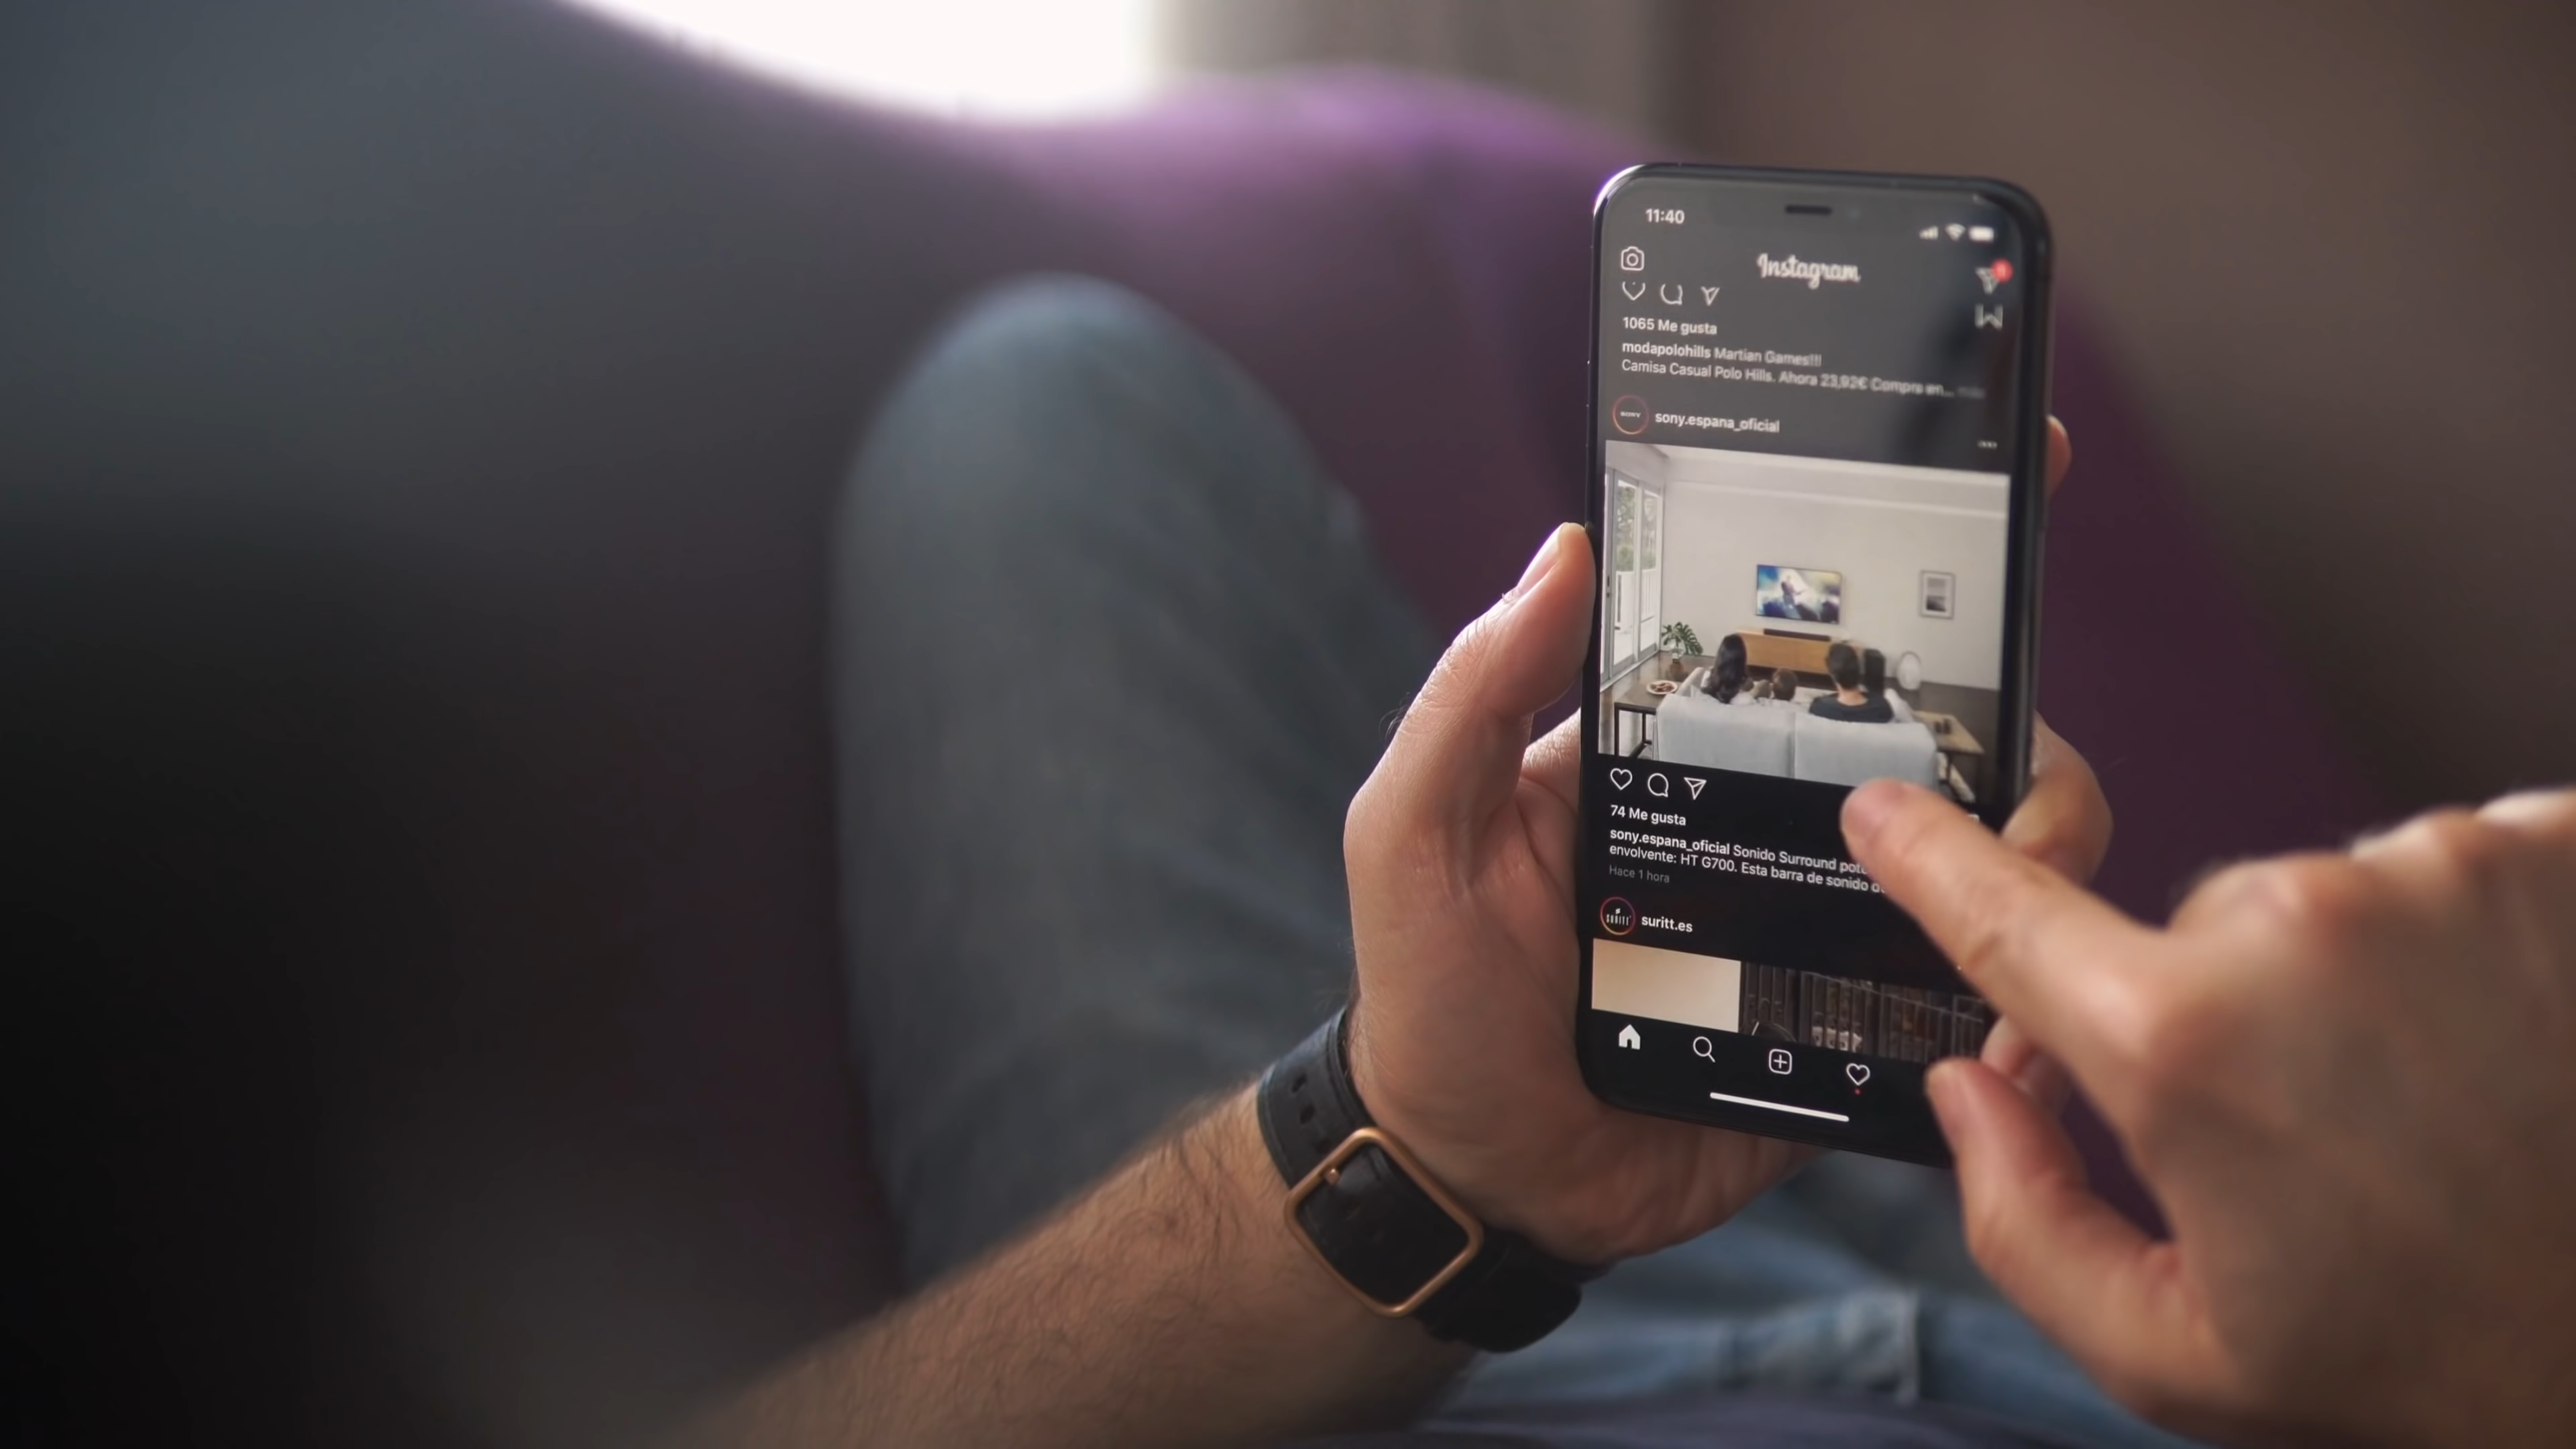 11:40
Instagram
1065 Me gusta
modapolohills Martian Games!!!
Camisa Casual Polo Hills. Ahora 23,92€ Compra en...
SONY
sony.espana_oficial
74 Me gusta
sony.espana_oficial Sonido Surround
envolvente: HT G700. Esta barra de sonido
Hace 1 hora
SURITT
suritt.es